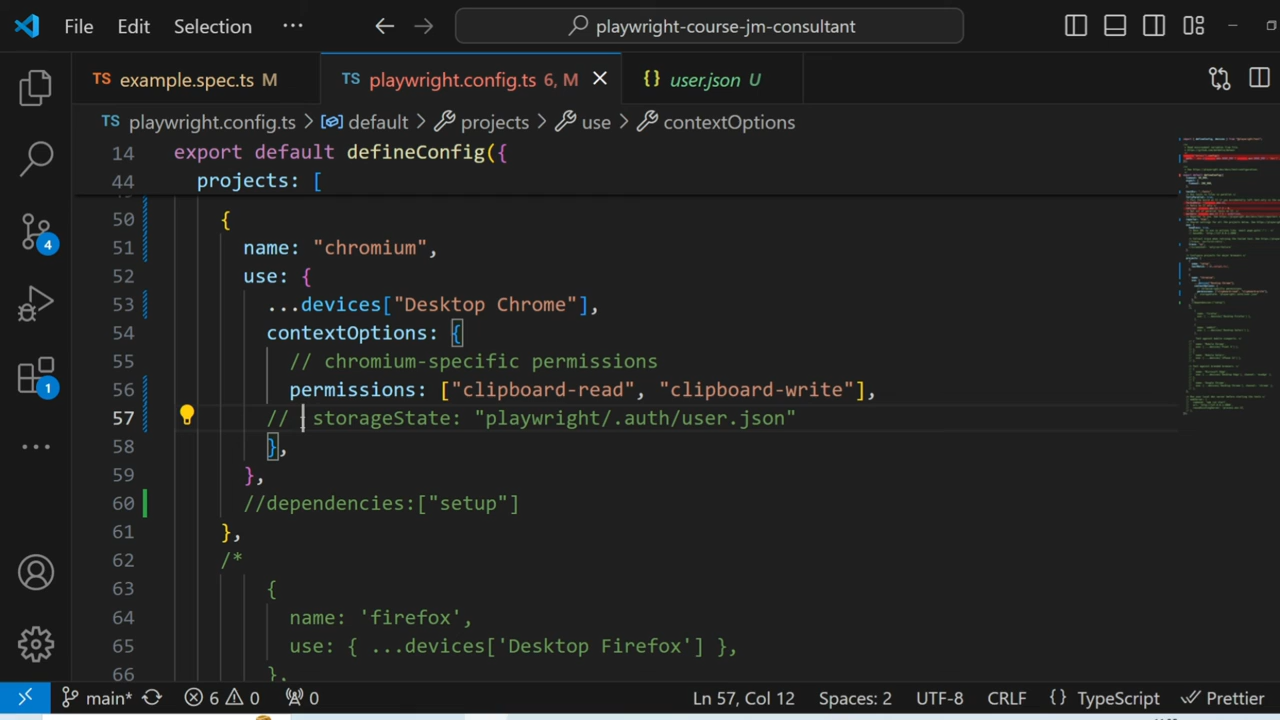 File Edit Selection ··· playwright-course-jm-consultant
TS example.spec.ts M TS playwright.config.ts 6, M {} user.json U
TS playwright.config.ts > default > projects > use > contextOptions
14 export default defineConfig({
44 projects: [
50 {
51 name: "chromium",
52 use: {
53 ...devices["Desktop Chrome"],
54 contextOptions: {
55 // chromium-specific permissions
56 permissions: ["clipboard-read", "clipboard-write"],
57 // storageState: "playwright/.auth/user.json"
58 },
59 },
60 //dependencies:["setup"]
61 },
62 /*
63 {
64 name: 'firefox',
65 use: { ...devices['Desktop Firefox'] },
66 },
4
1
main* 6 0 0 Ln 57, Col 12 Spaces: 2 UTF-8 CRLF {} TypeScript Prettier